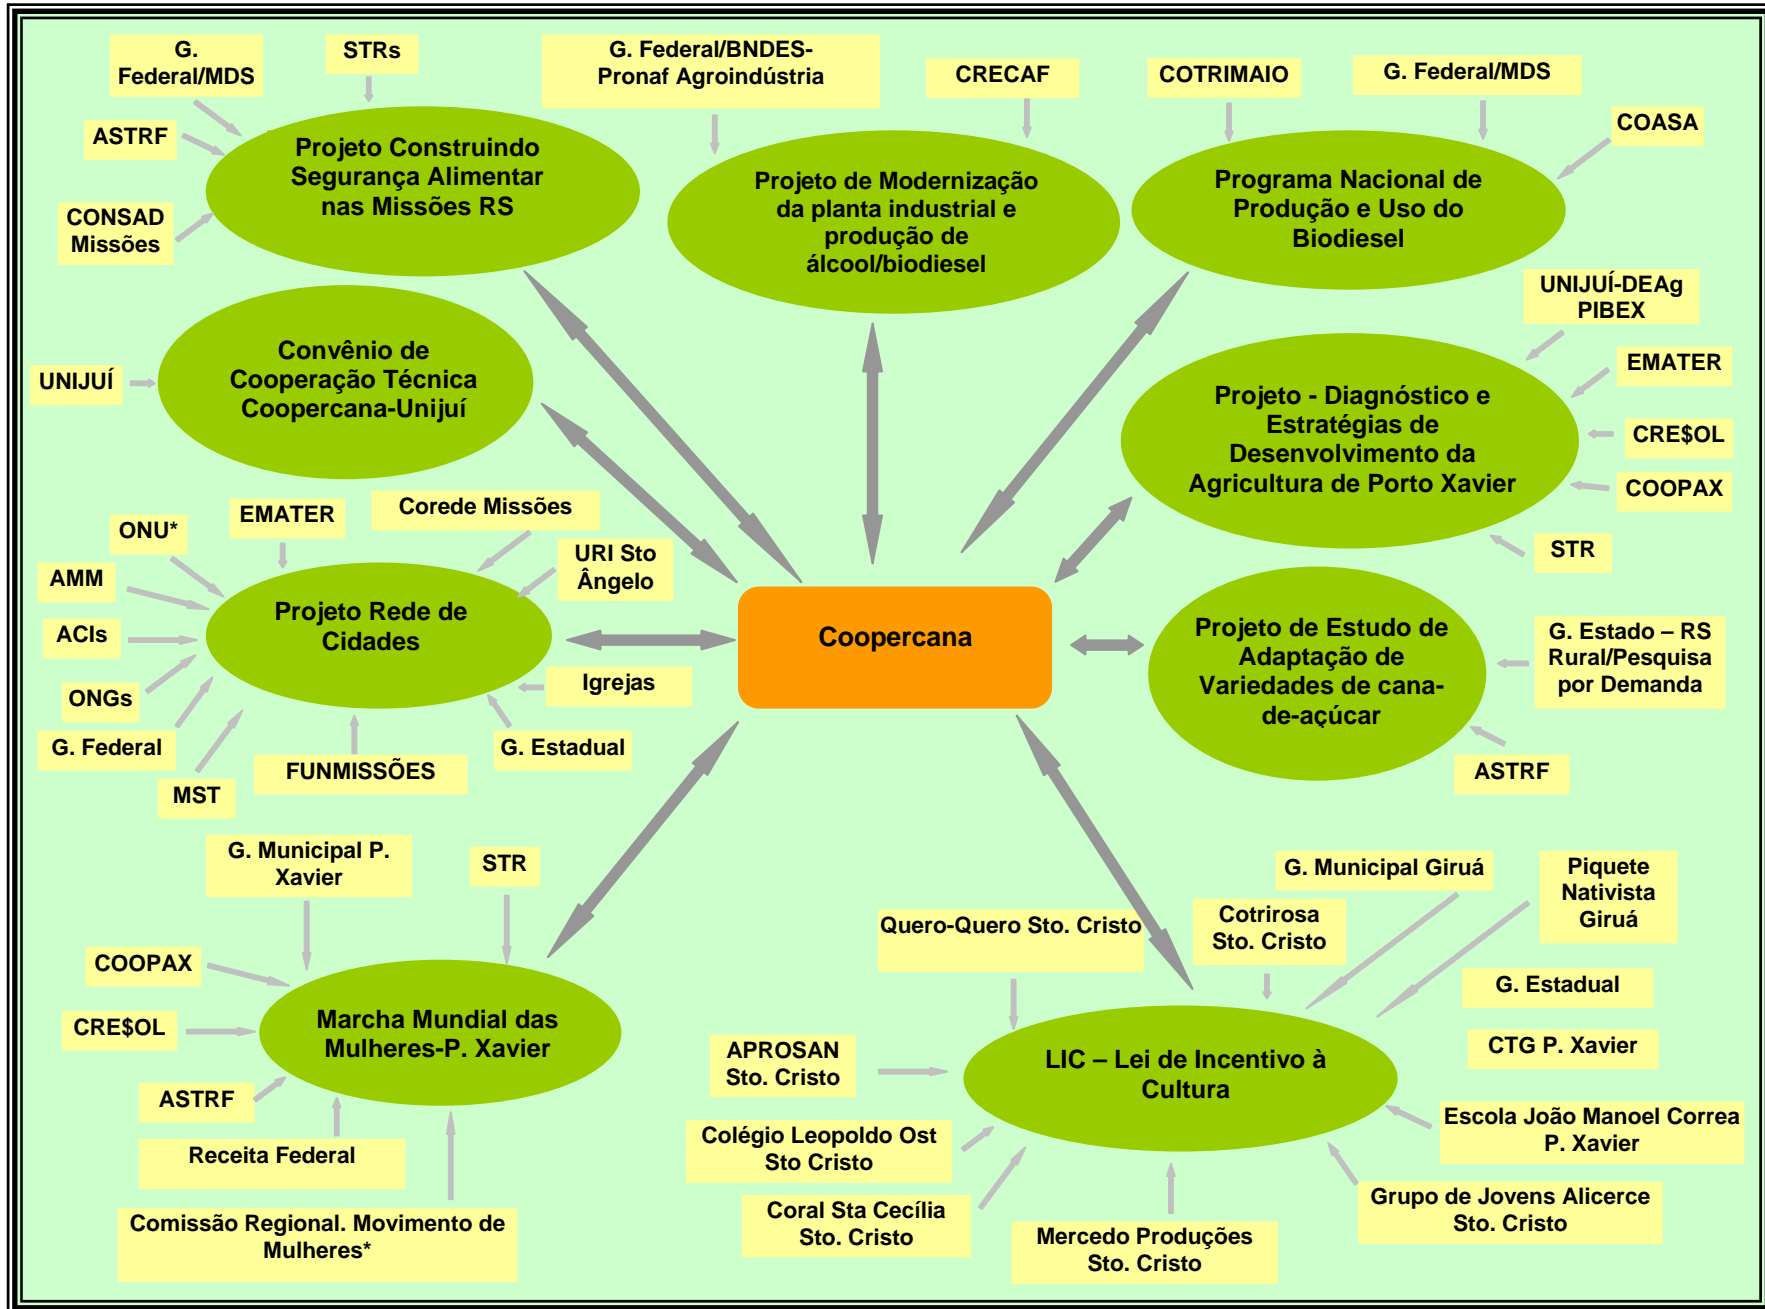 G.
Federal/MDS
STRs
ASTRF
CONSAD
Missões
Projeto Construindo
Segurança Alimentar
nas Missões RS
G. Federal/BNDES-
Pronaf Agroindústria
CRECAF
Projeto de Modernização
da planta industrial e
produção de
álcool/biodiesel
COTRIMAIO
G. Federal/MDS
COASA
Programa Nacional de
Produção e Uso do
Biodiesel
UNIJUÍ
Convênio de
Cooperação Técnica
Coopercana-Unijuí
UNIJUÍ-DEAg
PIBEX
EMATER
CRE$OL
COOPAX
STR
Projeto - Diagnóstico e
Estratégias de
Desenvolvimento da
Agricultura de Porto Xavier
ONU*
EMATER
Corede Missões
URI Sto
Ângelo
AMM
ACIs
ONGs
G. Federal
MST
FUNMISSÕES
G. Estadual
Igrejas
Projeto Rede de
Cidades
Coopercana
Projeto de Estudo de
Adaptação de
Variedades de cana-
de-açúcar
G. Estado – RS
Rural/Pesquisa
por Demanda
ASTRF
G. Municipal P.
Xavier
STR
COOPAX
CRE$OL
ASTRF
Receita Federal
Comissão Regional. Movimento de
Mulheres*
Marcha Mundial das
Mulheres-P. Xavier
Quero-Quero Sto. Cristo
Cotrirosa
Sto. Cristo
G. Municipal Giruá
Piquete
Nativista
Giruá
G. Estadual
CTG P. Xavier
APROSAN
Sto. Cristo
LIC – Lei de Incentivo à
Cultura
Colégio Leopoldo Ost
Sto Cristo
Coral Sta Cecília
Sto. Cristo
Mercedo Produções
Sto. Cristo
Escola João Manoel Correa
P. Xavier
Grupo de Jovens Alicerce
Sto. Cristo